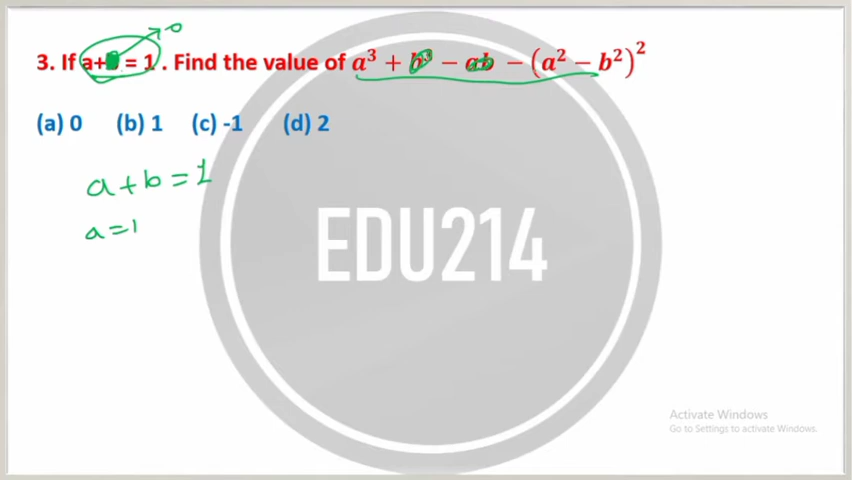 3. If a+b = 1 . Find the value of a³ + b³ − ab − (a² − b²)²
(a) 0 (b) 1 (c) -1 (d) 2
a+b=1
a=1
EDU214
Activate Windows
Go to Settings to activate Windows.